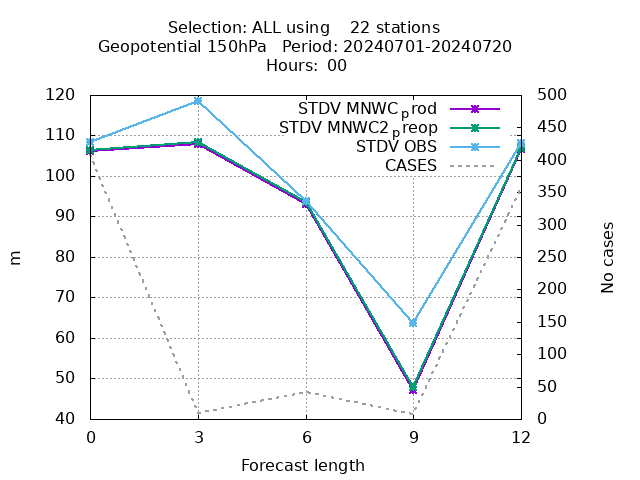 Selection: ALL using    22 stations
Geopotential 150hPa   Period: 20240701-20240720
Hours:  00
STDV MNWCprod
STDV MNWC2preop
STDV OBS
CASES
120
110
100
90
80
70
60
50
40
m
500
450
400
350
300
250
200
150
100
50
0
No cases
0 3 6 9 12
Forecast length